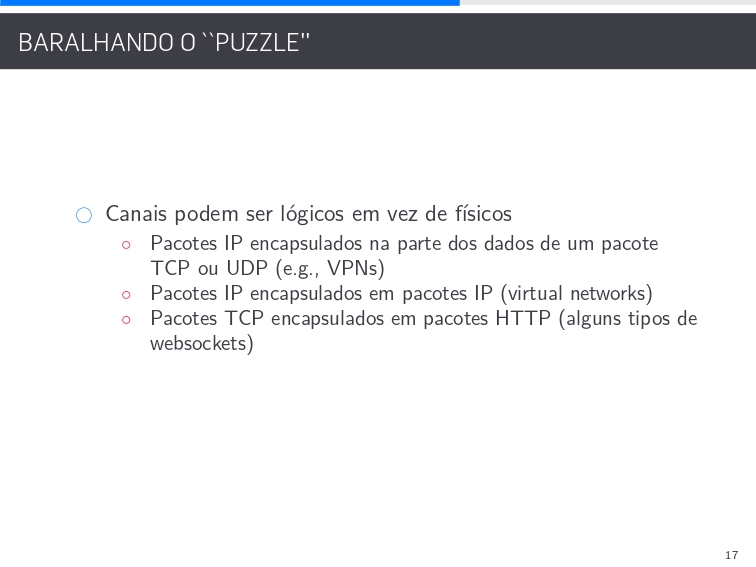 BARALHANDO O ``PUZZLE"
Canais podem ser lógicos em vez de físicos
Pacotes IP encapsulados na parte dos dados de um pacote
TCP ou UDP (e.g., VPNs)
Pacotes IP encapsulados em pacotes IP (virtual networks)
Pacotes TCP encapsulados em pacotes HTTP (alguns tipos de
websockets)
17